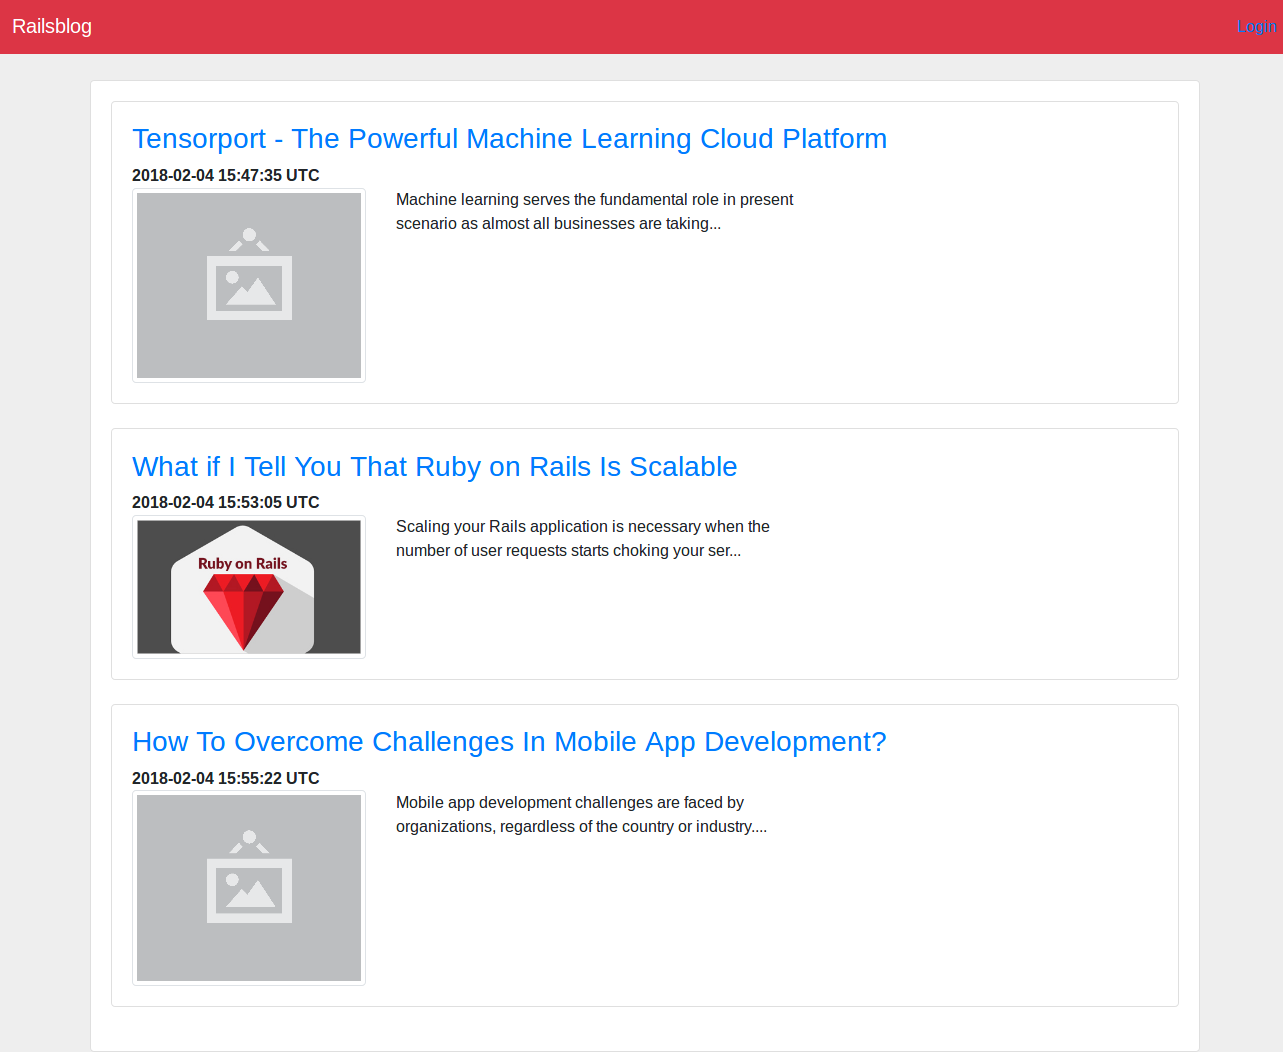 Railsblog
Login
Tensorport - The Powerful Machine Learning Cloud Platform
2018-02-04 15:47:35 UTC
Machine learning serves the fundamental role in present
scenario as almost all businesses are taking...
What if I Tell You That Ruby on Rails Is Scalable
2018-02-04 15:53:05 UTC
Ruby on Rails
Scaling your Rails application is necessary when the
number of user requests starts choking your ser...
How To Overcome Challenges In Mobile App Development?
2018-02-04 15:55:22 UTC
Mobile app development challenges are faced by
organizations, regardless of the country or industry....